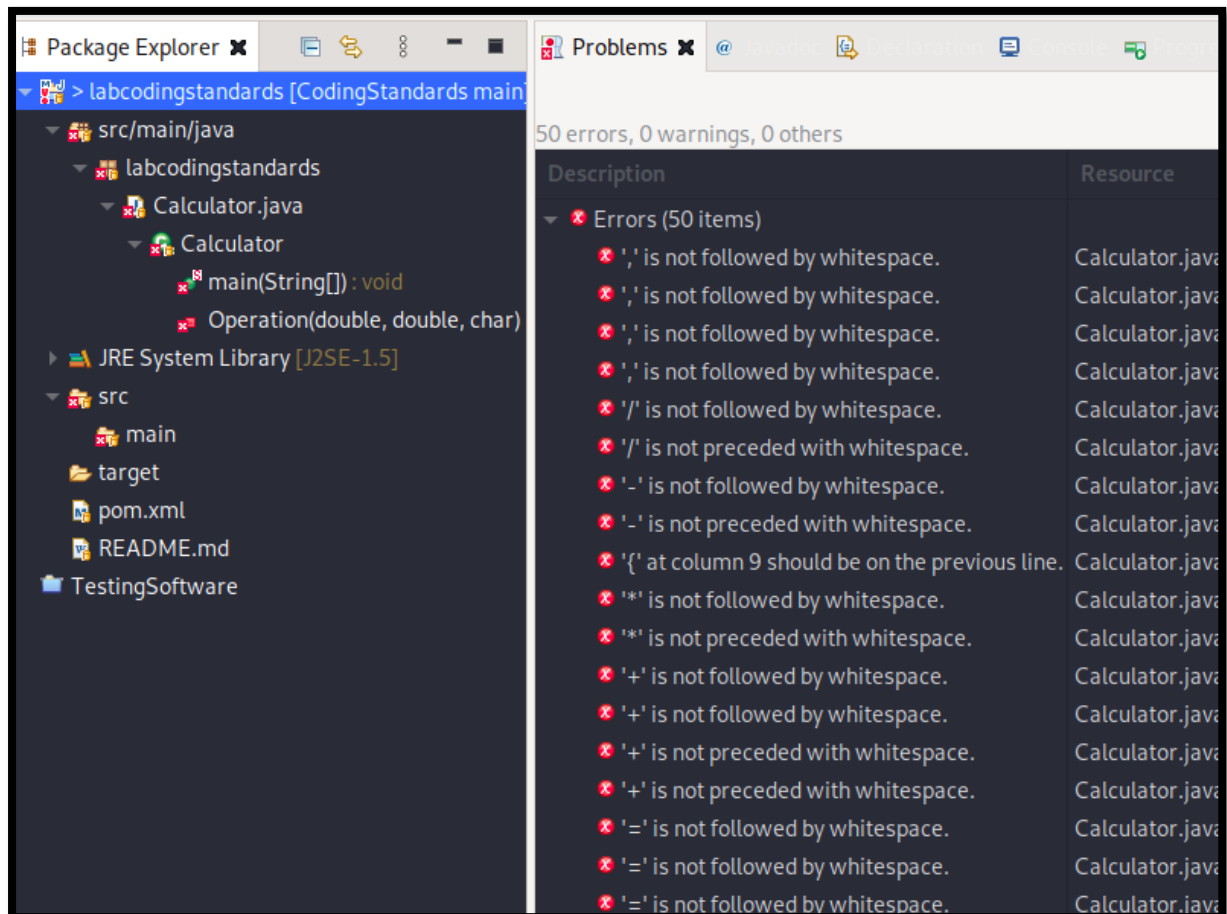 Package Explorer
> labcodingstandards [CodingStandards main]
src/main/java
labcodingstandards
Calculator.java
Calculator
main(String[]) : void
Operation(double, double, char)
JRE System Library [J2SE-1.5]
src
main
target
pom.xml
README.md
TestingSoftware
Problems @ Javadoc Declaration Console
50 errors, 0 warnings, 0 others
Description Resource
Errors (50 items)
',' is not followed by whitespace. Calculator.java
',' is not followed by whitespace. Calculator.java
',' is not followed by whitespace. Calculator.java
',' is not followed by whitespace. Calculator.java
'/' is not followed by whitespace. Calculator.java
'/' is not preceded with whitespace. Calculator.java
'-' is not followed by whitespace. Calculator.java
'-' is not preceded with whitespace. Calculator.java
'{' at column 9 should be on the previous line. Calculator.java
'*' is not followed by whitespace. Calculator.java
'*' is not preceded with whitespace. Calculator.java
'+' is not followed by whitespace. Calculator.java
'+' is not followed by whitespace. Calculator.java
'+' is not preceded with whitespace. Calculator.java
'+' is not preceded with whitespace. Calculator.java
'=' is not followed by whitespace. Calculator.java
'=' is not followed by whitespace. Calculator.java
'=' is not followed by whitespace. Calculator.java